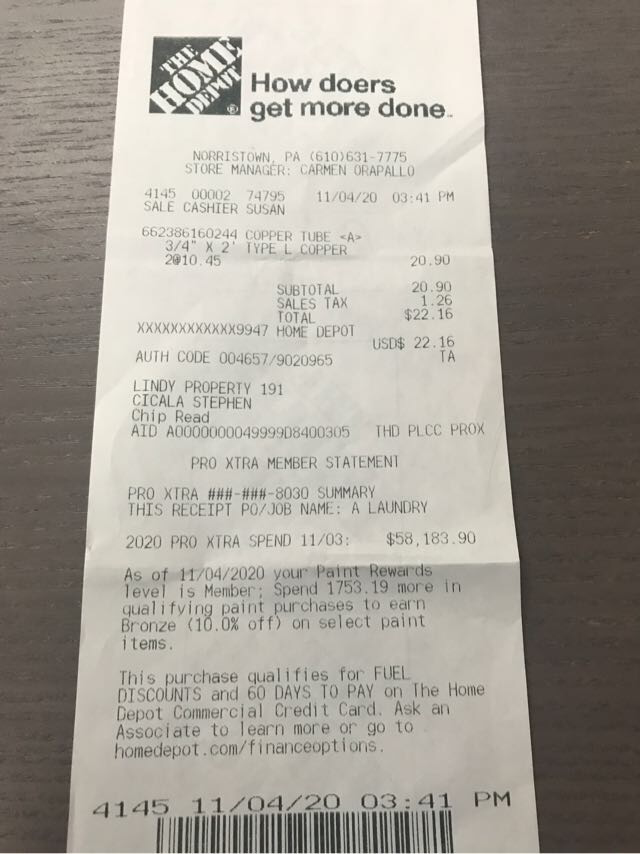 THE
HOME
DEPOT
®
How doers
get more done™
NORRISTOWN, PA (610)631-7775
STORE MANAGER: CARMEN ORAPALLO
4145 00002 74795 11/04/20 03:41 PM
SALE CASHIER SUSAN
662386160244 COPPER TUBE <A>
3/4" X 2' TYPE L COPPER
2@10.45 20.90
SUBTOTAL 20.90
SALES TAX 1.26
TOTAL $22.16
XXXXXXXXXXXX9947 HOME DEPOT
USD$ 22.16
AUTH CODE 004657/9020965 TA
LINDY PROPERTY 191
CICALA STEPHEN
Chip Read
AID A0000000049999D8400305 THD PLCC PROX
PRO XTRA MEMBER STATEMENT
PRO XTRA ###-###-8030 SUMMARY
THIS RECEIPT PO/JOB NAME: A LAUNDRY
2020 PRO XTRA SPEND 11/03: $58,183.90
As of 11/04/2020 your Paint Rewards
level is Member; Spend 1753.19 more in
qualifying paint purchases to earn
Bronze (10.0% off) on select paint
items.
This purchase qualifies for FUEL
DISCOUNTS and 60 DAYS TO PAY on The Home
Depot Commercial Credit Card. Ask an
Associate to learn more or go to
homedepot.com/financeoptions.
4145 11/04/20 03:41 PM